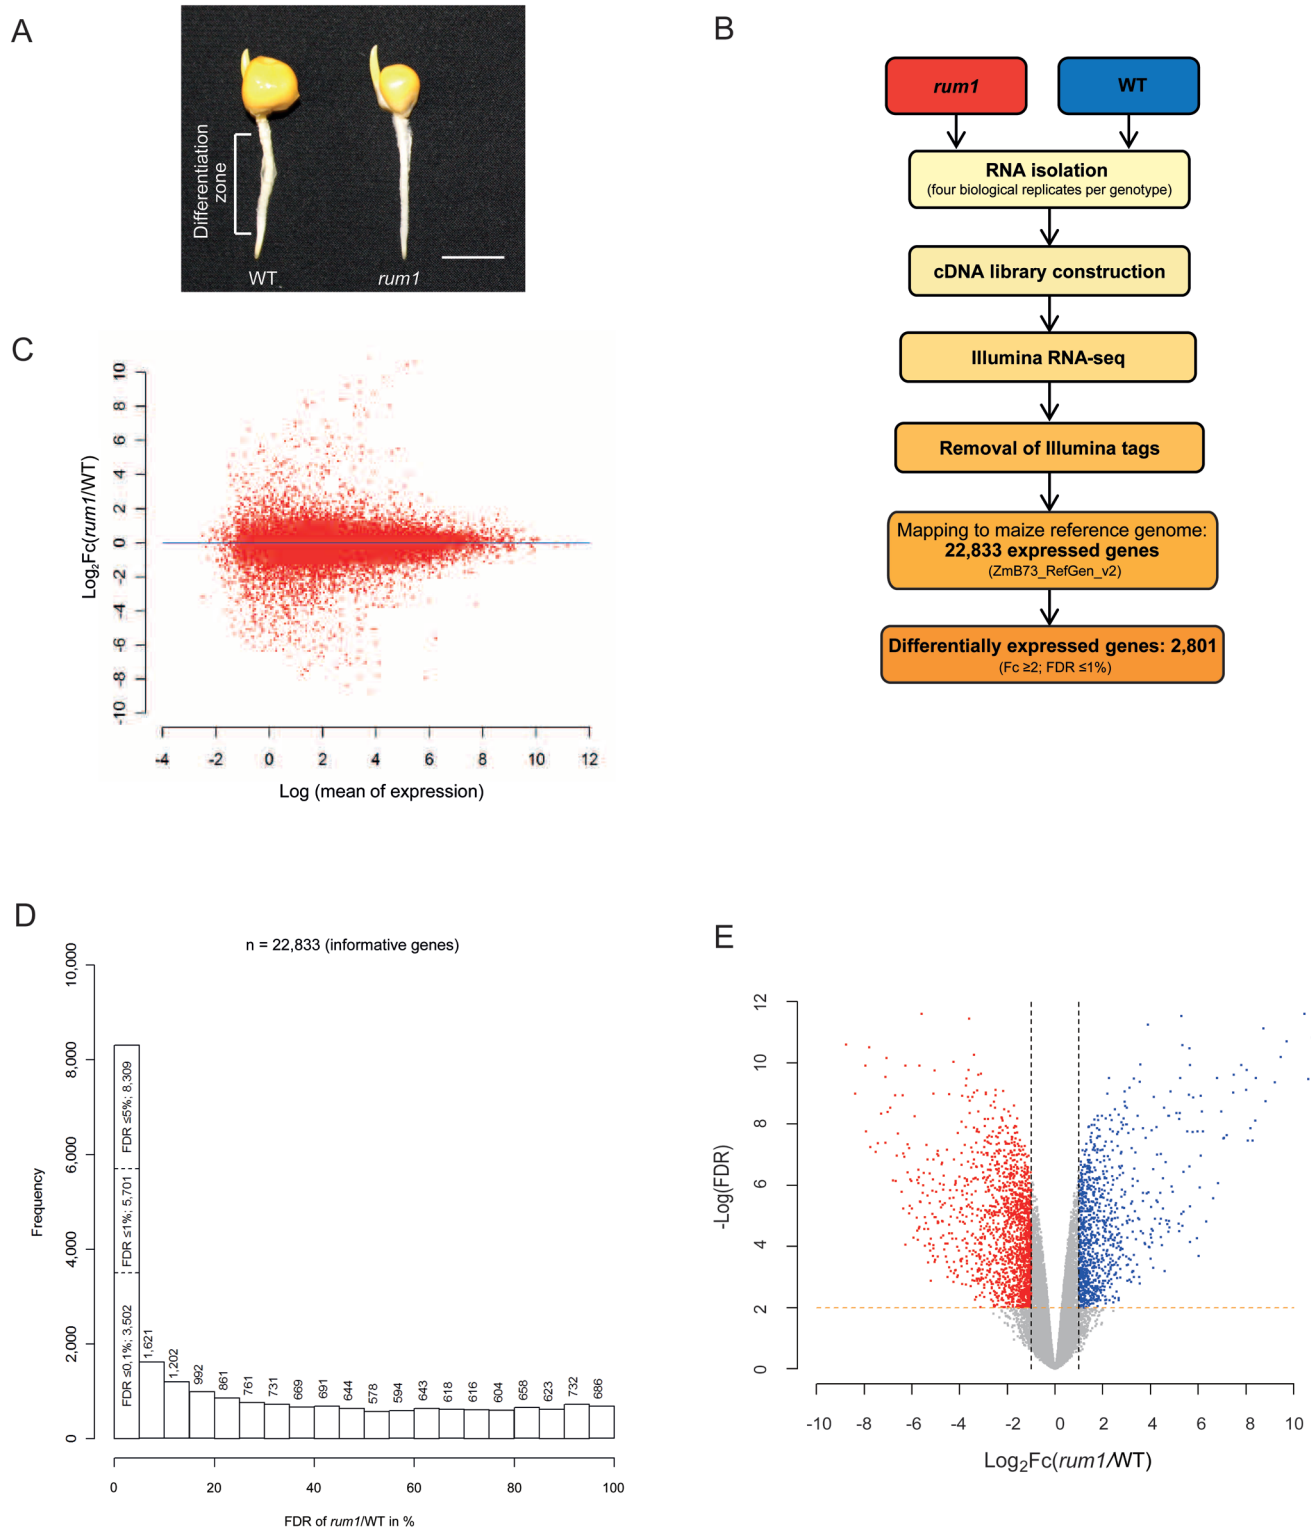 A
Differentiation
zone
WT
rum1
B
rum1
WT
RNA isolation
(four biological replicates per genotype)
cDNA library construction
Illumina RNA-seq
Removal of Illumina tags
Mapping to maize reference genome:
22,833 expressed genes
(ZmB73_RefGen_v2)
Differentially expressed genes: 2,801
(Fc ≥2; FDR ≤1%)
C
Log2Fc(rum1/WT)
10
8
6
4
2
0
-2
-4
-6
-8
-10
-4 -2 0 2 4 6 8 10 12
Log (mean of expression)
D
n = 22,833 (informative genes)
Frequency
10,000
8,000
6,000
4,000
2,000
0
FDR ≤5%; 8,309
FDR ≤1%; 5,701
FDR ≤0,1%; 3,502
1,621
1,202
992
861
761
731
669
691
644
578
594
643
618
616
604
658
623
732
686
0 20 40 60 80 100
FDR of rum1/WT in %
E
-Log(FDR)
12
10
8
6
4
2
0
-10 -8 -6 -4 -2 0 2 4 6 8 10
Log2Fc(rum1/WT)